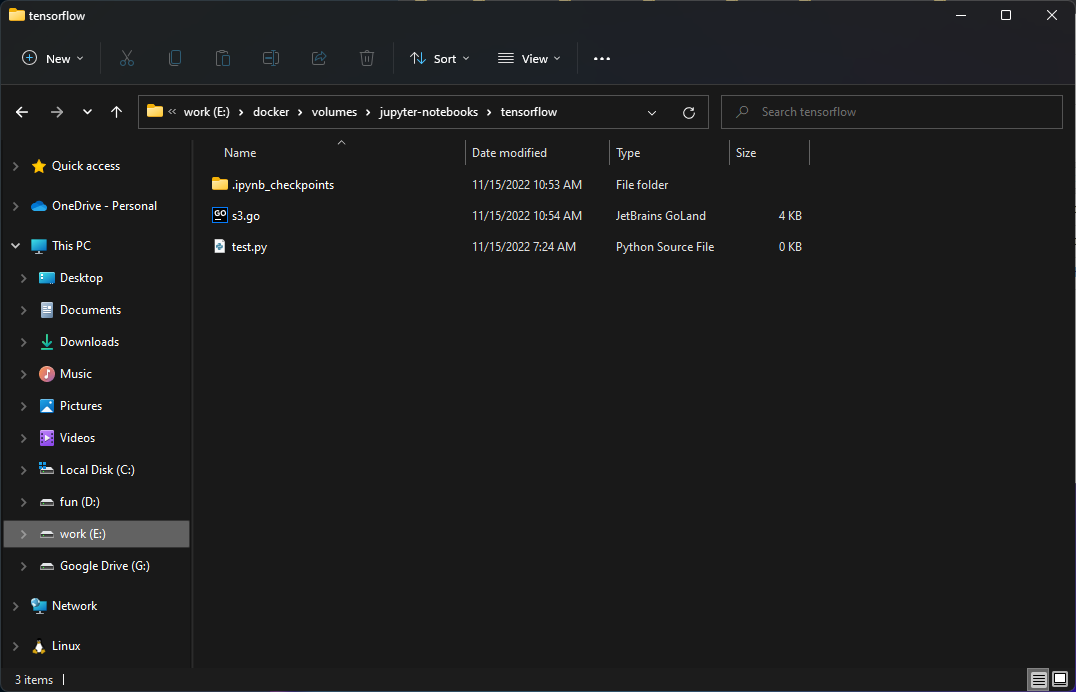 tensorflow
New Sort View
« work (E:) › docker › volumes › jupyter-notebooks › tensorflow Search tensorflow
Name Date modified Type Size
.ipynb_checkpoints 11/15/2022 10:53 AM File folder
GO s3.go 11/15/2022 10:54 AM JetBrains GoLand 4 KB
test.py 11/15/2022 7:24 AM Python Source File 0 KB
Quick access
OneDrive - Personal
This PC
Desktop
Documents
Downloads
Music
Pictures
Videos
Local Disk (C:)
fun (D:)
work (E:)
Google Drive (G:)
Network
Linux
3 items